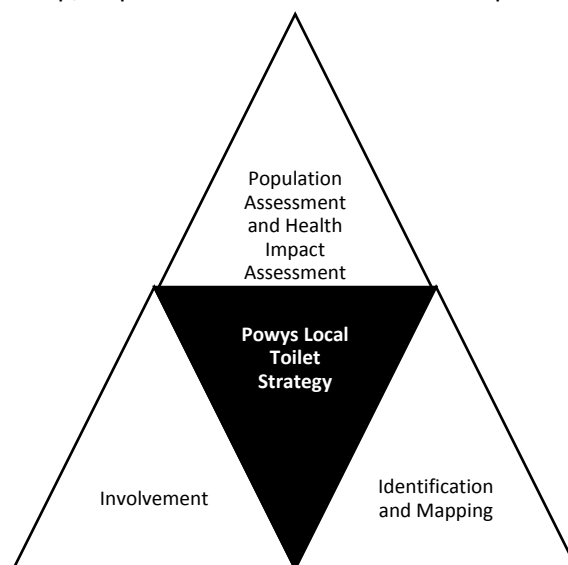 Population
Assessment
and Health
Impact
Assessment
Powys Local
Toilet
Strategy
Involvement
Identification
and Mapping